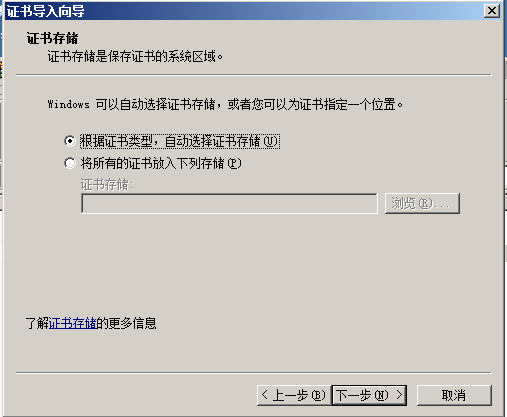 证书导入向导
证书存储
证书存储是保存证书的系统区域。
Windows 可以自动选择证书存储，或者您可以为证书指定一个位置。
根据证书类型，自动选择证书存储(U)
将所有的证书放入下列存储(P)
证书存储:
浏览(R)...
了解证书存储的更多信息
< 上一步(B) 下一步(N) > 取消